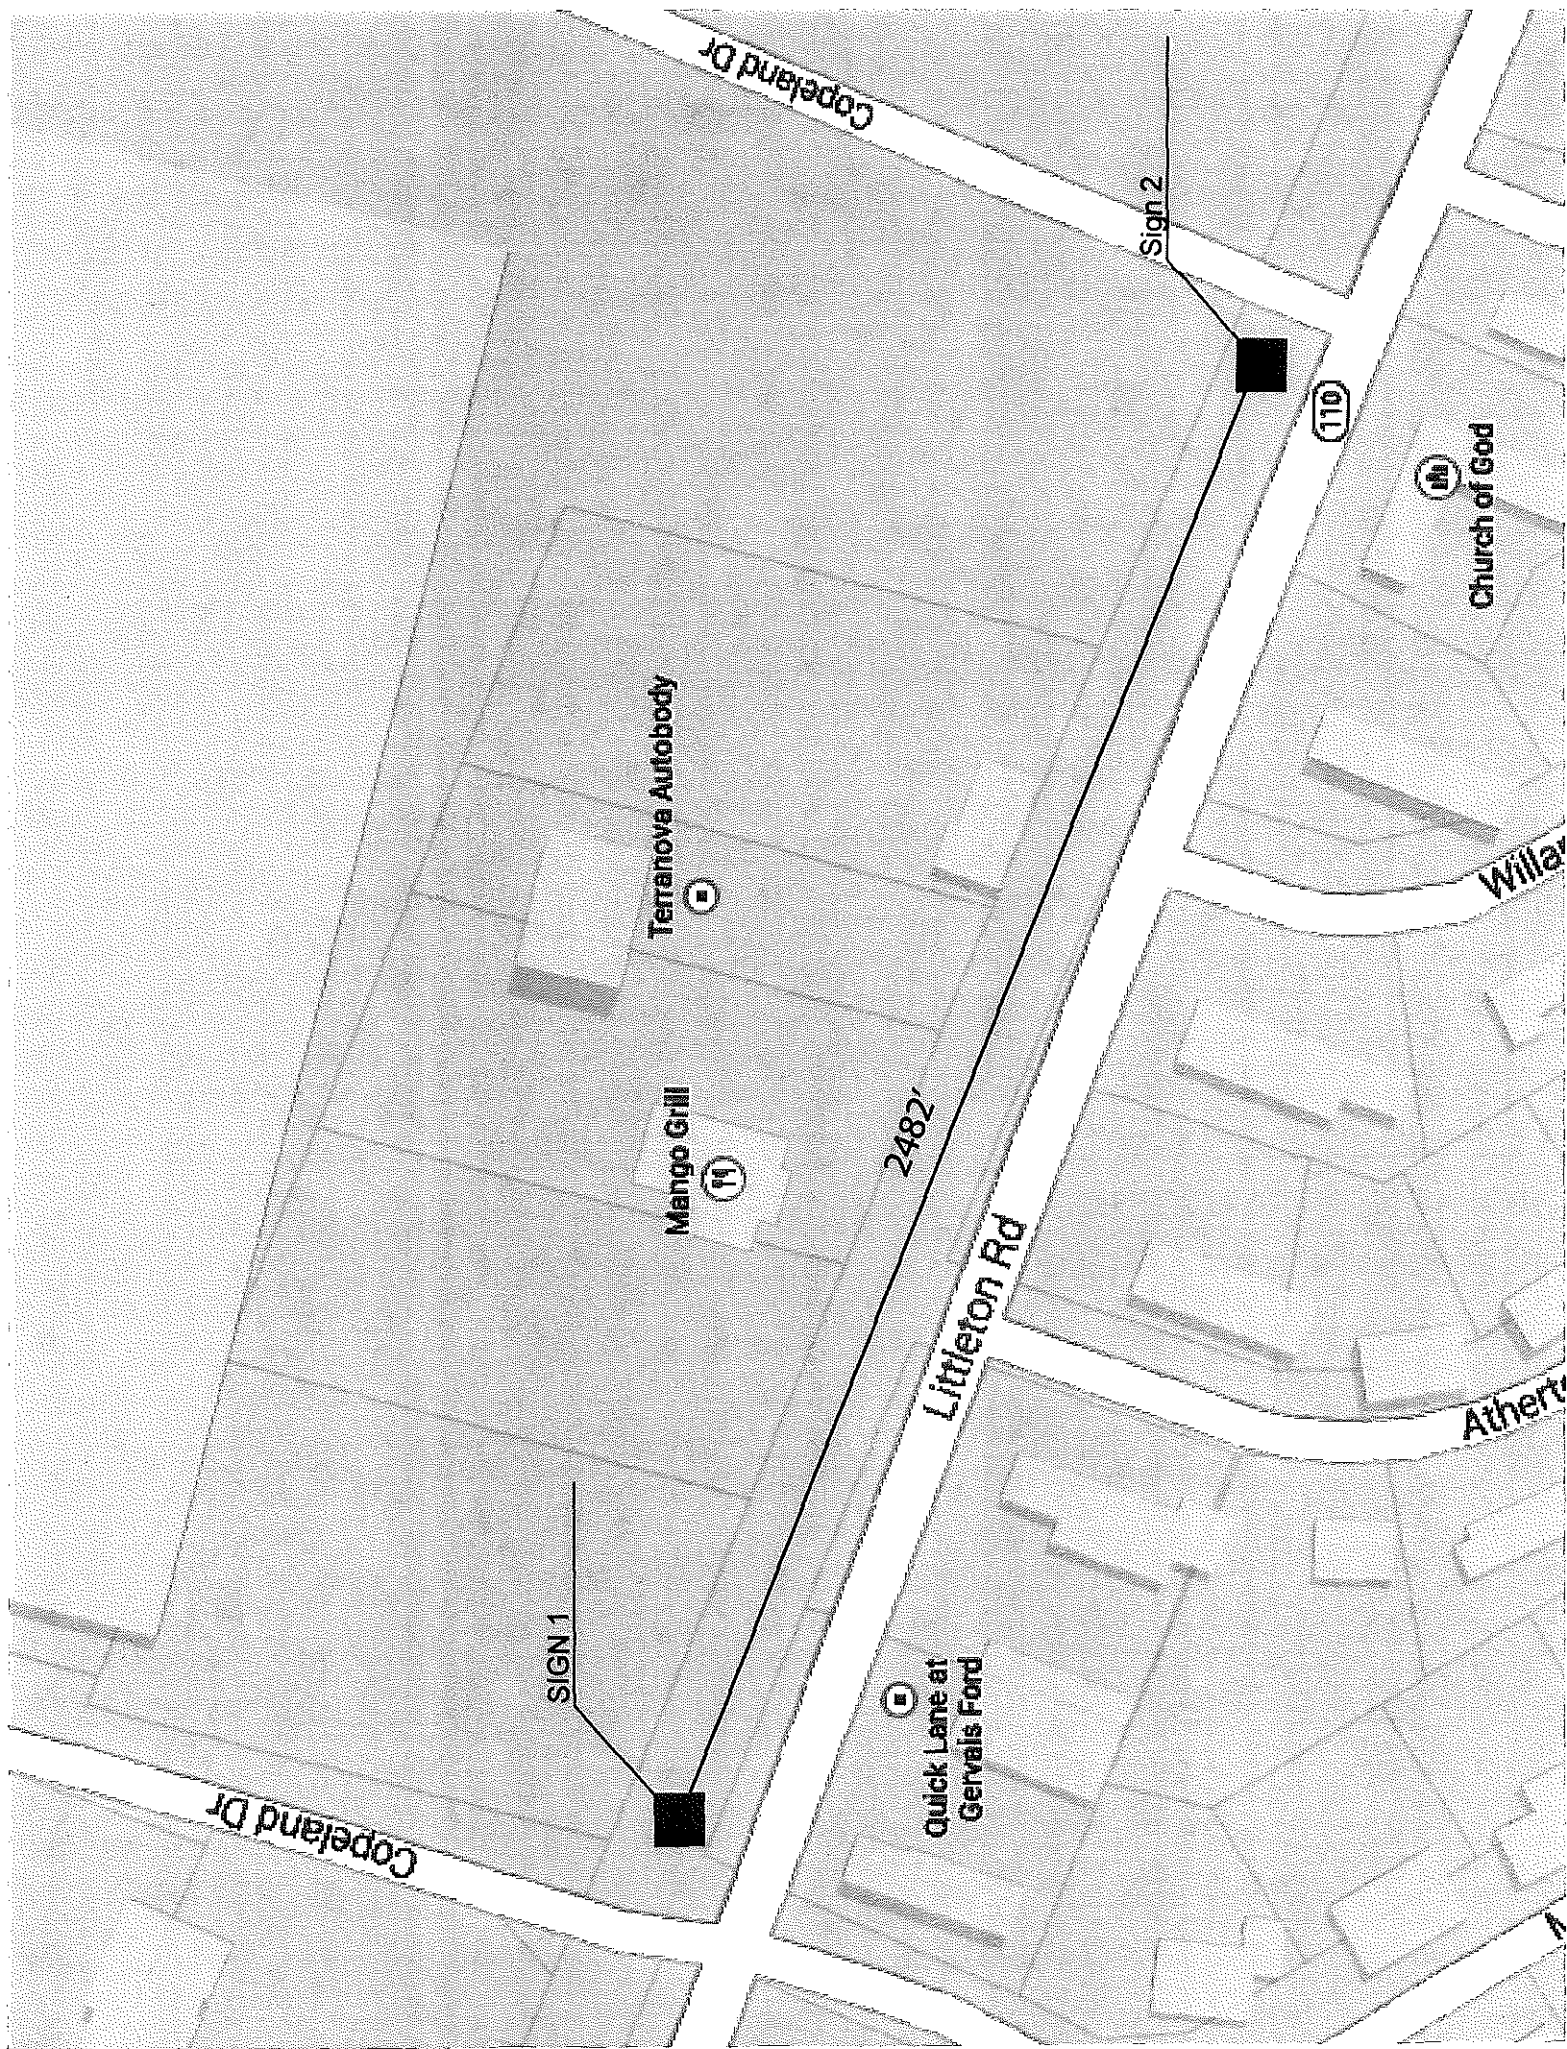 Copeland Dr
Sign 2
110
Church of God
Terranova Autobody
Mango Grill
2482'
Littleton Rd
SIGN 1
Quick Lane at
Gervais Ford
Copeland Dr
Willar
Athert